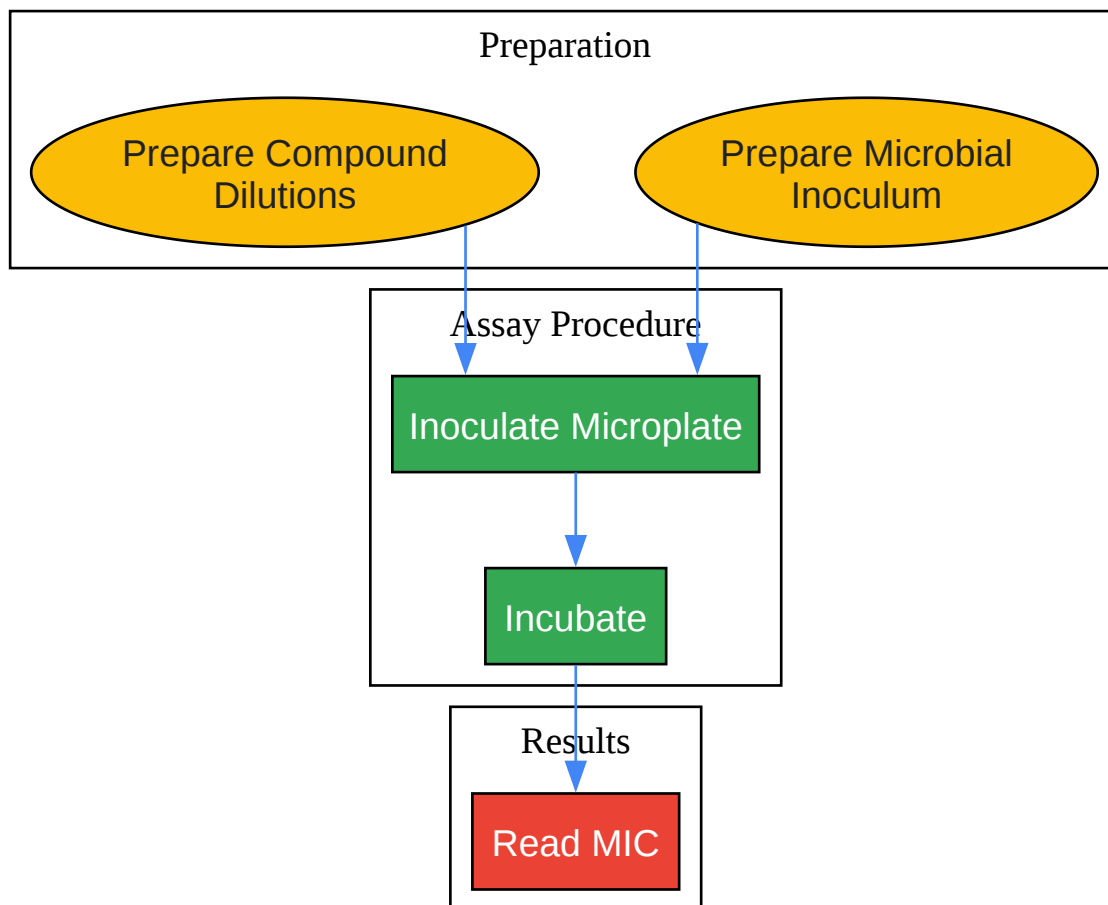 Preparation
Prepare Compound
Dilutions
Prepare Microbial
Inoculum
Assay Procedure
Inoculate Microplate
Incubate
Results
Read MIC